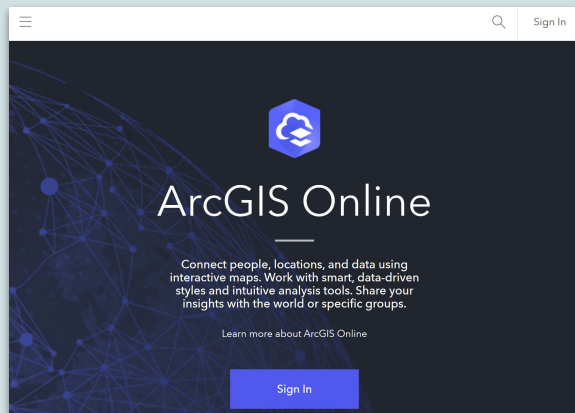 Sign In
ArcGIS Online
Connect people, locations, and data using
interactive maps. Work with smart, data-driven
styles and intuitive analysis tools. Share your
insights with the world or specific groups.
Learn more about ArcGIS Online
Sign In